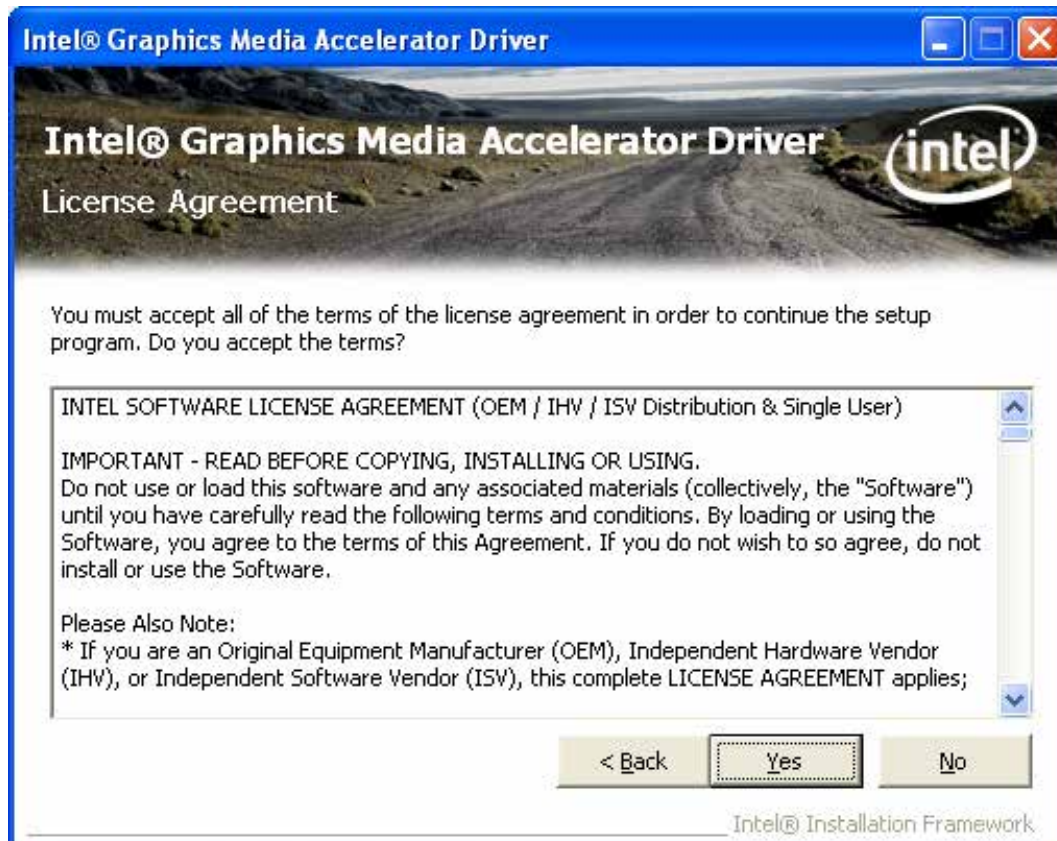 Intel® Graphics Media Accelerator Driver
Intel® Graphics Media Accelerator Driver
intel
License Agreement
You must accept all of the terms of the license agreement in order to continue the setup
program. Do you accept the terms?
INTEL SOFTWARE LICENSE AGREEMENT (OEM / IHV / ISV Distribution & Single User)
IMPORTANT - READ BEFORE COPYING, INSTALLING OR USING.
Do not use or load this software and any associated materials (collectively, the "Software")
until you have carefully read the following terms and conditions. By loading or using the
Software, you agree to the terms of this Agreement. If you do not wish to so agree, do not
install or use the Software.
Please Also Note:
* If you are an Original Equipment Manufacturer (OEM), Independent Hardware Vendor
(IHV), or Independent Software Vendor (ISV), this complete LICENSE AGREEMENT applies;
< Back
Yes
No
Intel® Installation Framework